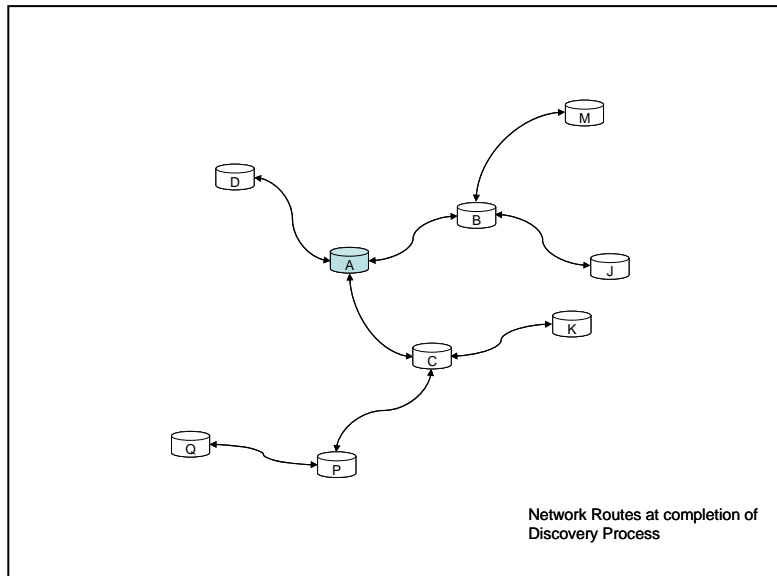 M
D
B
A
J
K
C
Q
P
Network Routes at completion of
Discovery Process